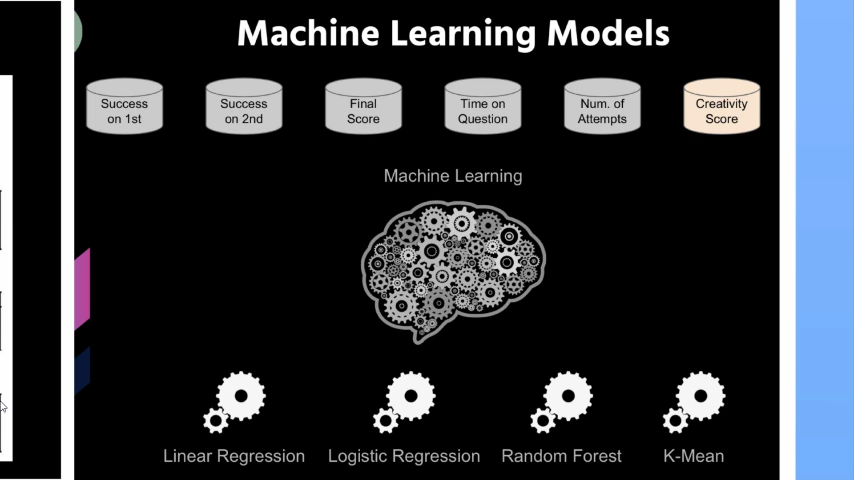 Machine Learning Models
Success
on 1st
Success
on 2nd
Final
Score
Time on
Question
Num. of
Attempts
Creativity
Score
Machine Learning
Linear Regression
Logistic Regression
Random Forest
K-Mean